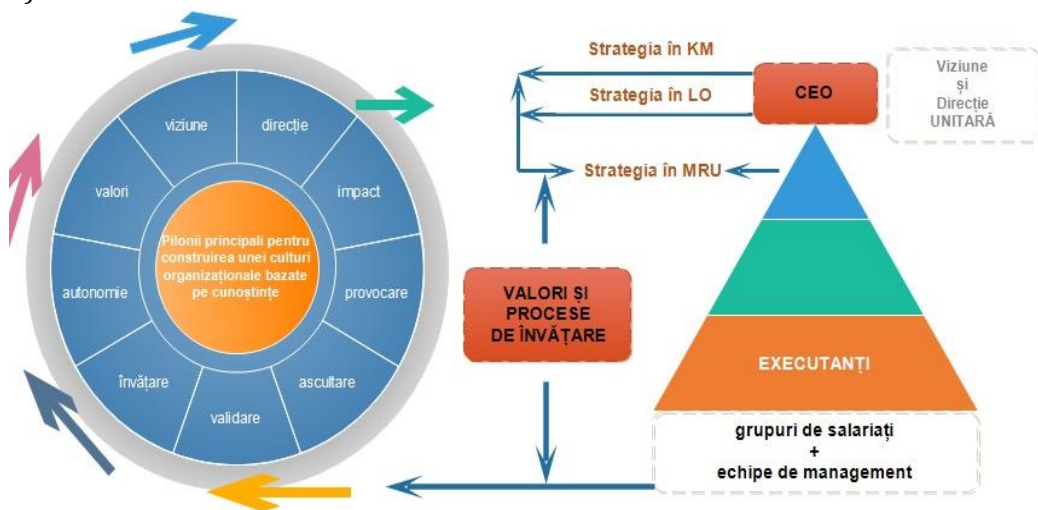 viziune
direcție
valori
impact
autonomie
provocare
învățare
ascultare
validare
Pilonii principali pentru
construirea unei culturi
organizaționale bazate
pe cunoștințe
Strategia în KM
Strategia în LO
Strategia în MRU
CEO
Viziune
și
Direcție
UNITARĂ
VALORI ȘI
PROCESE
DE ÎNVĂȚARE
EXECUTANȚI
grupuri de salariați
+
echipe de management